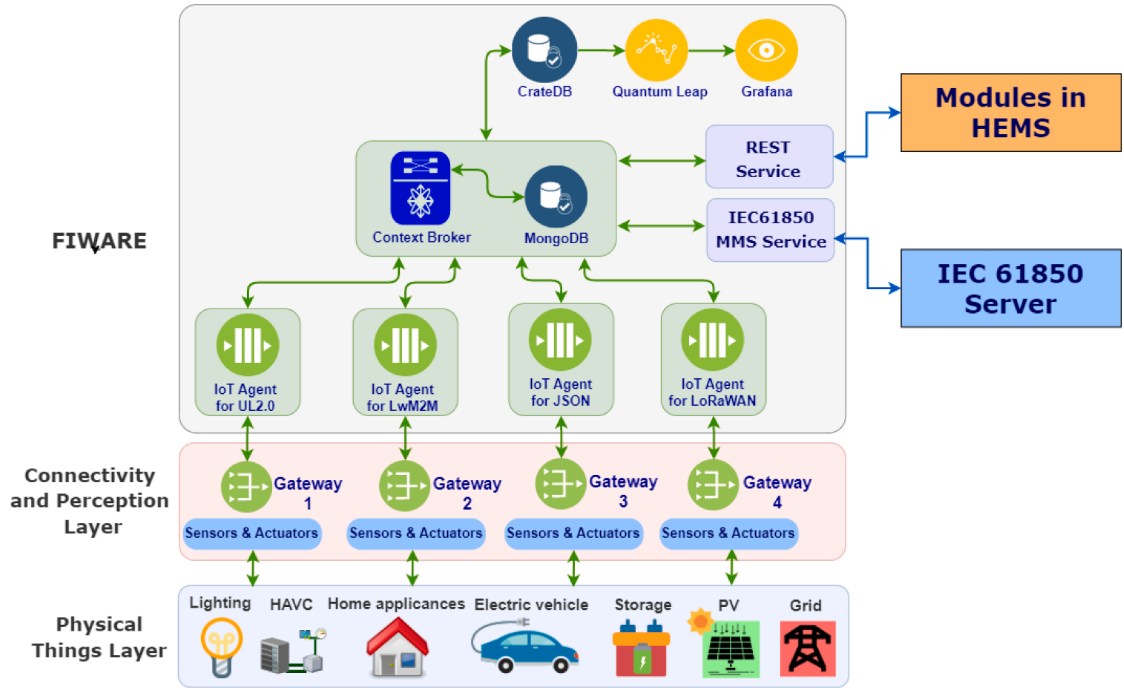 CrateDB
Quantum Leap
Grafana
Modules in
HEMS
REST
Service
Context Broker
MongoDB
IEC61850
MMS Service
FIWARE
IEC 61850
Server
IoT Agent
for UL2.0
IoT Agent
for LwM2M
IoT Agent
for JSON
IoT Agent
for LoRaWAN
Connectivity
and Perception
Layer
Gateway
1
Gateway
2
Gateway
3
Gateway
4
Sensors & Actuators
Sensors & Actuators
Sensors & Actuators
Sensors & Actuators
Physical
Things Layer
Lighting
HAVC
Home applicances
Electric vehicle
Storage
PV
Grid